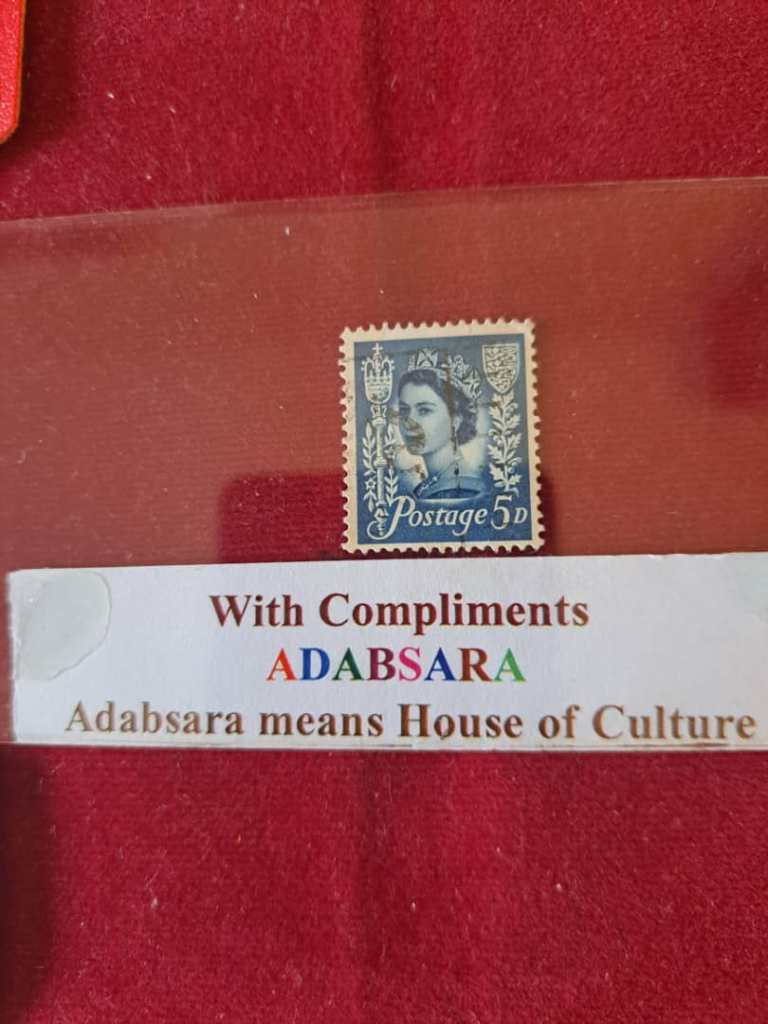 Postage 5D
With Compliments
ADABSARA
Adabsara means House of Culture